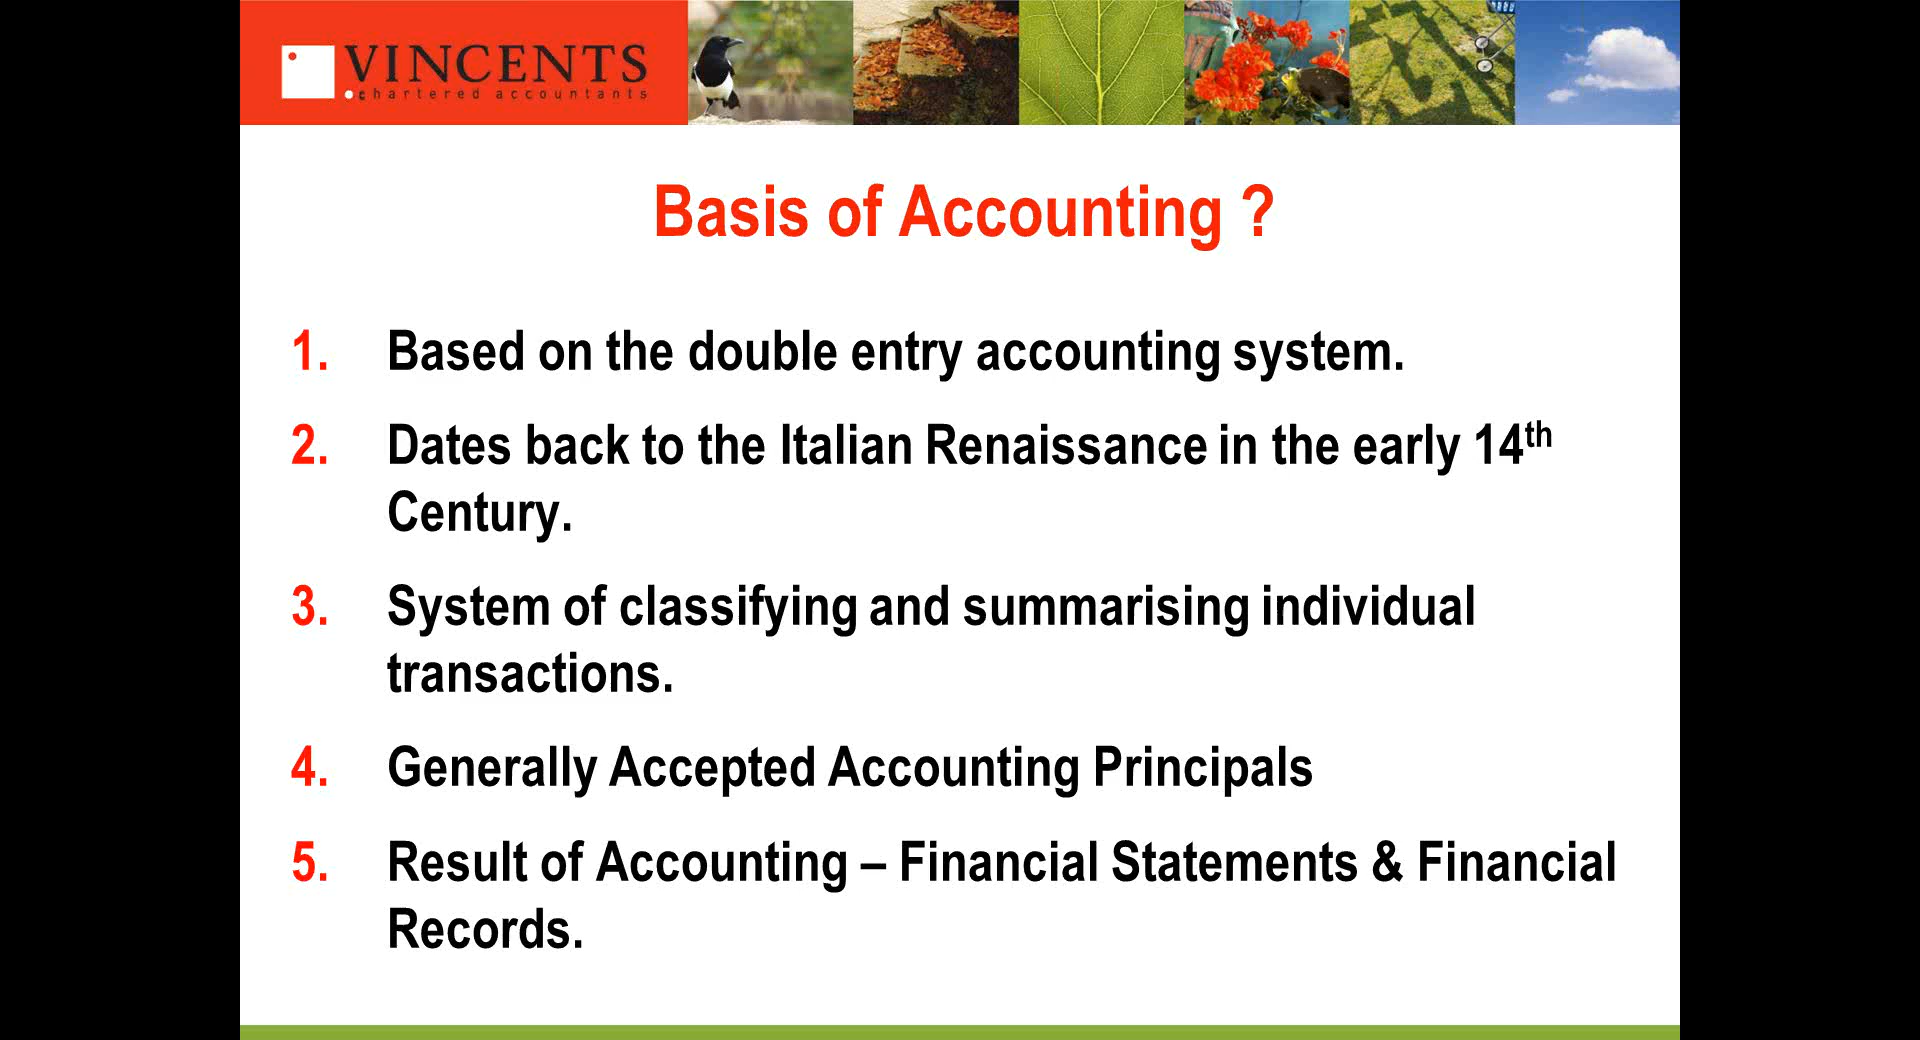 VINCENTS
chartered accountants
Basis of Accounting ?
1. Based on the double entry accounting system.
2. Dates back to the Italian Renaissance in the early 14th
Century.
3. System of classifying and summarising individual
transactions.
4. Generally Accepted Accounting Principals
5. Result of Accounting – Financial Statements & Financial
Records.